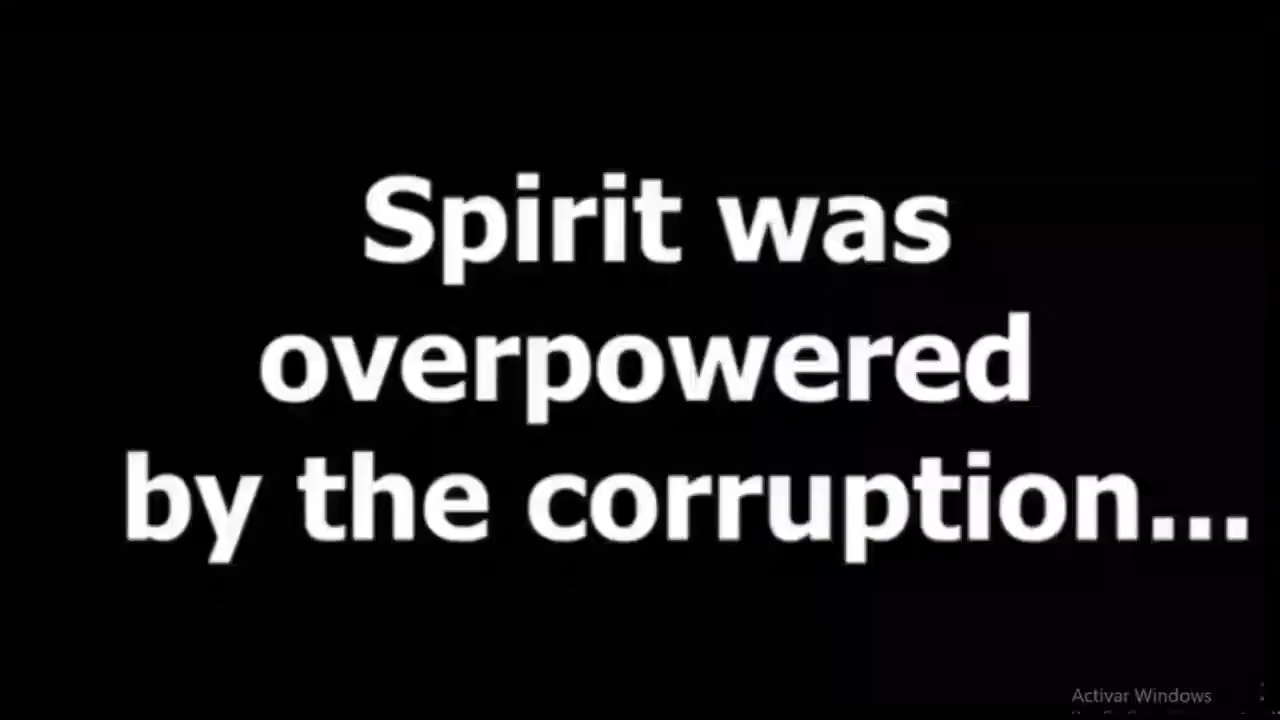 Spirit was
overpowered
by the corruption...
Activar Windows